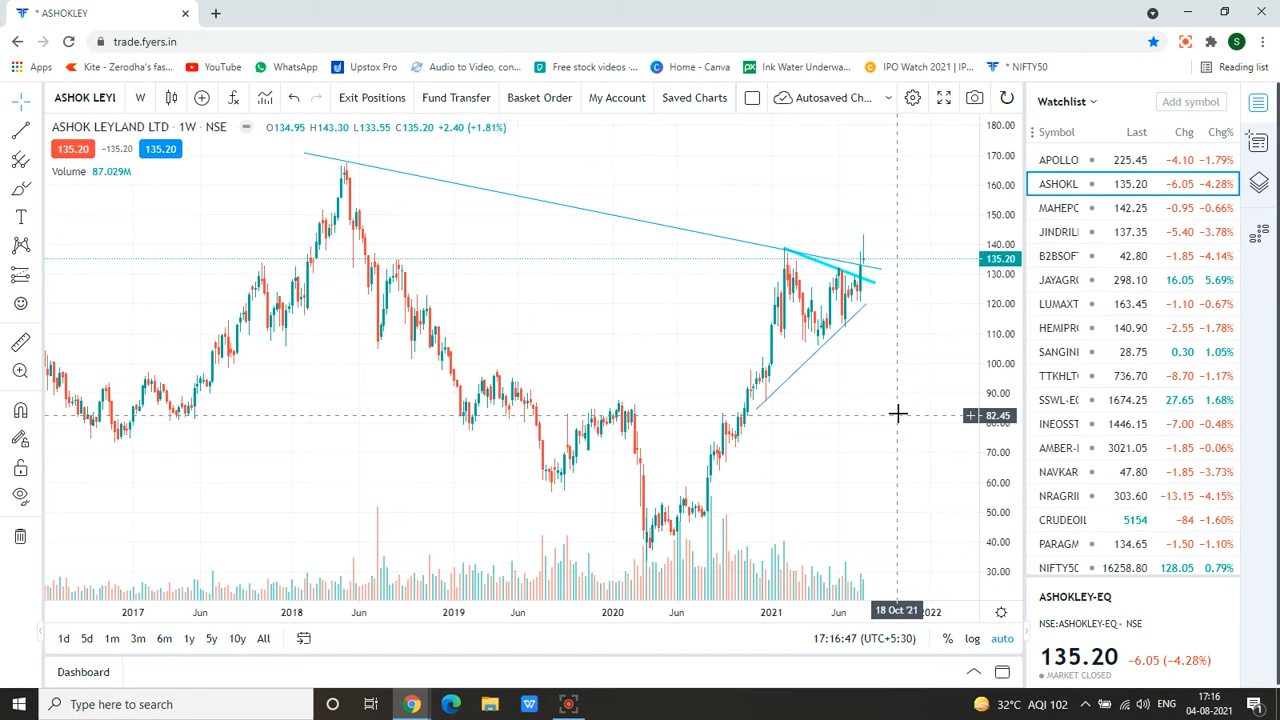 * ASHOKLEY
trade.fyers.in
S
Apps
Kite - Zerodha's fas...
YouTube
WhatsApp
Upstox Pro
Audio to Video, con...
Free stock videos -...
Home - Canva
Ink Water Underwa...
IPO Watch 2021 | IP...
* NIFTY50
Reading list
ASHOK LEYL
W
Exit Positions
Fund Transfer
Basket Order
My Account
Saved Charts
Autosaved Ch...
Watchlist
Add symbol
ASHOK LEYLAND LTD · 1W · NSE
O134.95 H143.30 L133.55 C135.20 +2.40 (+1.81%)
135.20
−135.20
135.20
Volume 87.029M
180.00
170.00
160.00
150.00
140.00
135.20
130.00
120.00
110.00
100.00
90.00
82.45
80.00
70.00
60.00
50.00
40.00
30.00
2017 Jun 2018 Jun 2019 Jun 2020 Jun 2021 Jun 18 Oct '21 2022
1d 5d 1m 3m 6m 1y 5y 10y All
17:16:47 (UTC+5:30)
% log auto
Dashboard
Symbol Last Chg Chg%
APOLLO 225.45 −4.10 −1.79%
ASHOKL 135.20 −6.05 −4.28%
MAHEPC 142.25 −0.95 −0.66%
JINDRIL 137.35 −5.40 −3.78%
B2BSOF 42.80 −1.85 −4.14%
JAYAGR 298.10 16.05 5.69%
LUMAXT 163.45 −1.10 −0.67%
HEMIPR 140.90 −2.55 −1.78%
SANGINI 28.75 0.30 1.05%
TTKHLT 736.70 −8.70 −1.17%
SSWL-E 1674.25 27.65 1.68%
INEOSS 1446.15 −7.00 −0.48%
AMBER- 3021.05 −1.85 −0.06%
NAVKAR 47.80 −1.85 −3.73%
NRAGRI 303.60 −13.15 −4.15%
CRUDEOIL 5154 −84 −1.60%
PARAGM 134.65 −1.50 −1.10%
NIFTY50 16258.80 128.05 0.79%
ASHOKLEY-EQ
NSE:ASHOKLEY-EQ • NSE
135.20 −6.05 (−4.28%)
MARKET CLOSED
Type here to search
32°C AQI 102
ENG
17:16
04-08-2021
1